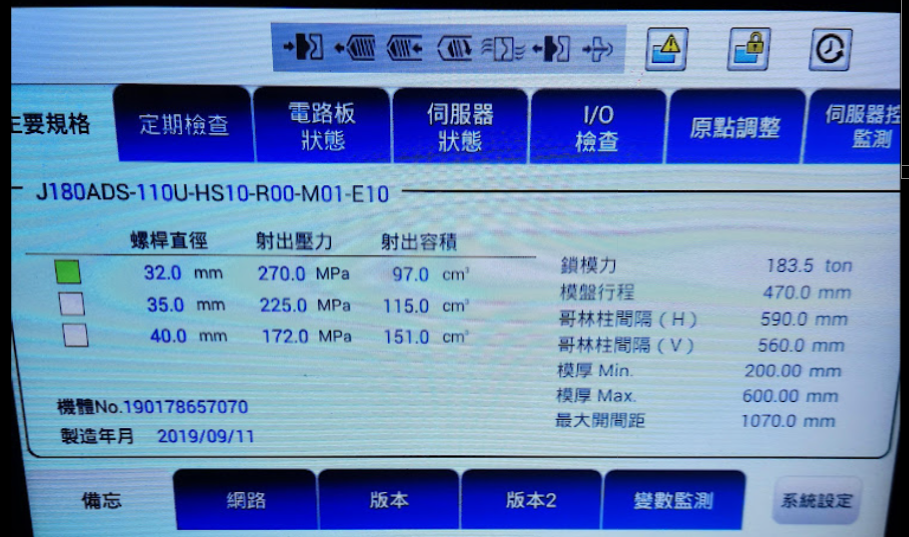 主要規格 定期檢查 電路板狀態 伺服器狀態 I/O檢查 原點調整 伺服器控監測
J180ADS-110U-HS10-R00-M01-E10
螺桿直徑 射出壓力 射出容積
32.0 mm 270.0 MPa 97.0 cm³
35.0 mm 225.0 MPa 115.0 cm³
40.0 mm 172.0 MPa 151.0 cm³
鎖模力 183.5 ton
模盤行程 470.0 mm
哥林柱間隔（H） 590.0 mm
哥林柱間隔（V） 560.0 mm
模厚 Min. 200.00 mm
模厚 Max. 600.00 mm
最大開間距 1070.0 mm
機體No.190178657070
製造年月 2019/09/11
備忘 網路 版本 版本2 變數監測 系統設定